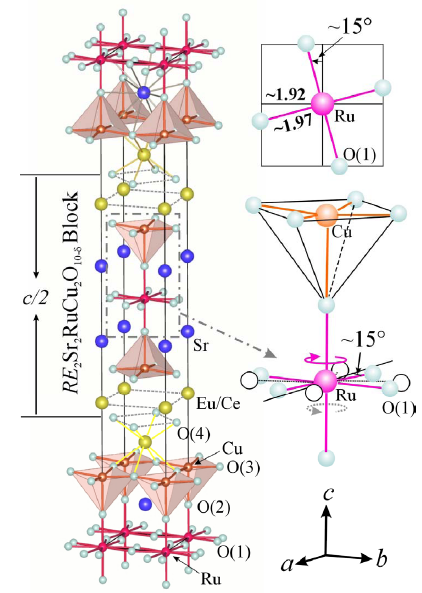 ~15°
~1.92
~1.97
Ru
O(1)
RE₂Sr₂RuCu₂O₁₀₋δ Block
c/2
Cu
Sr
~15°
Ru
O(1)
Eu/Ce
O(4)
Cu
O(3)
O(2)
O(1)
Ru
c
a
b